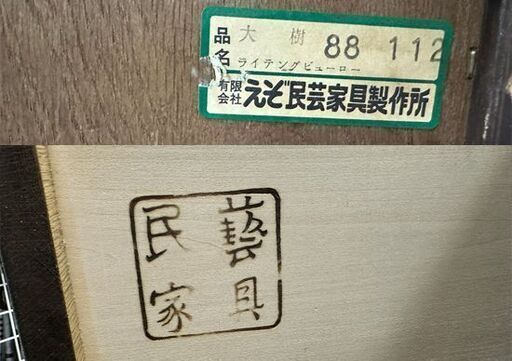 品名 大樹 88 112
ライテングビューロー
有限会社 えぞ民芸家具製作所
民藝
家具